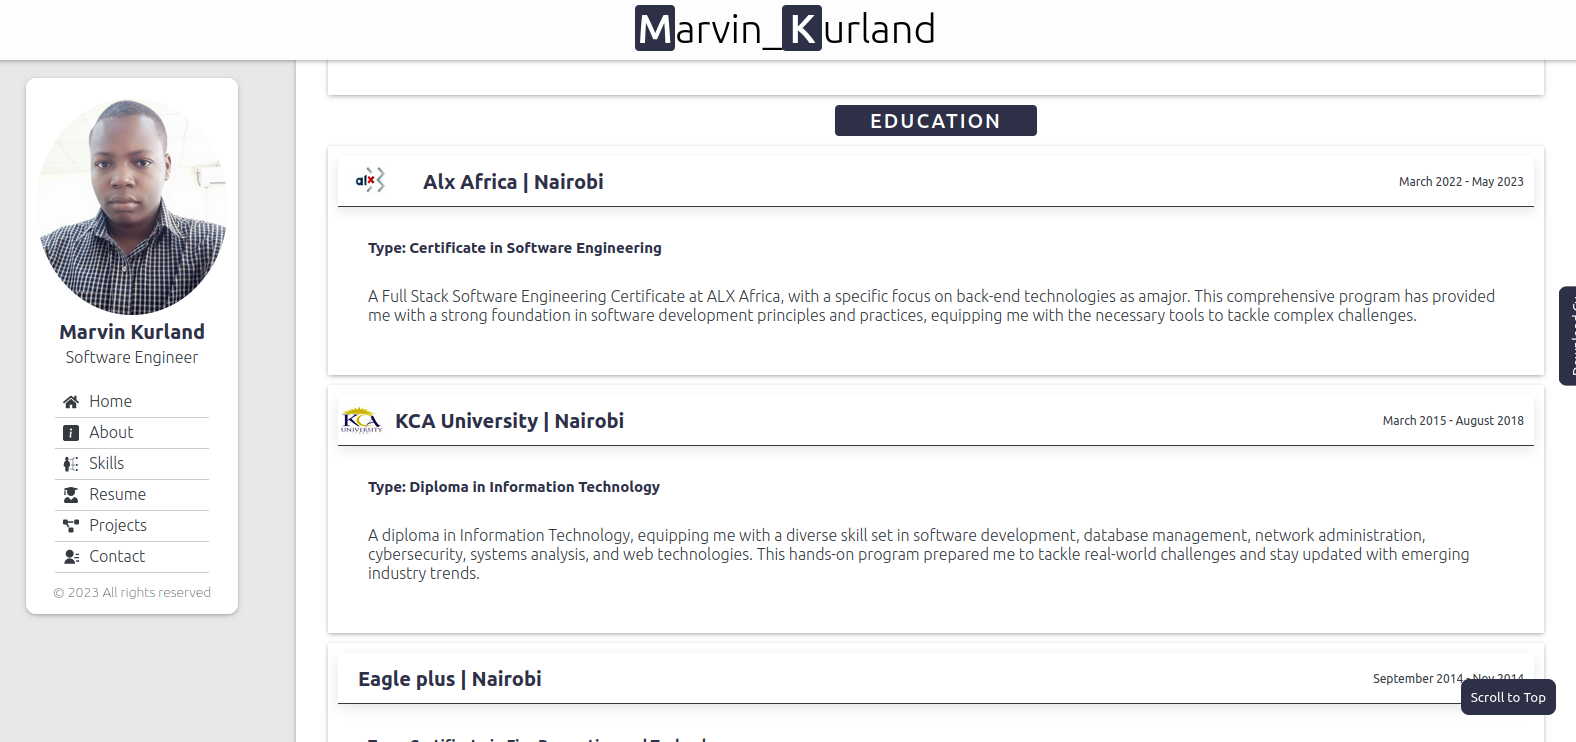 Marvin_Kurland
Marvin Kurland
Software Engineer
Home
About
Skills
Resume
Projects
Contact
© 2023 All rights reserved
EDUCATION
alx
Alx Africa | Nairobi
March 2022 - May 2023
Type: Certificate in Software Engineering
A Full Stack Software Engineering Certificate at ALX Africa, with a specific focus on back-end technologies as amajor. This comprehensive program has provided
me with a strong foundation in software development principles and practices, equipping me with the necessary tools to tackle complex challenges.
KCA
UNIVERSITY
KCA University | Nairobi
March 2015 - August 2018
Type: Diploma in Information Technology
A diploma in Information Technology, equipping me with a diverse skill set in software development, database management, network administration,
cybersecurity, systems analysis, and web technologies. This hands-on program prepared me to tackle real-world challenges and stay updated with emerging
industry trends.
Eagle plus | Nairobi
September 2014 - Nov 2014
Scroll to Top